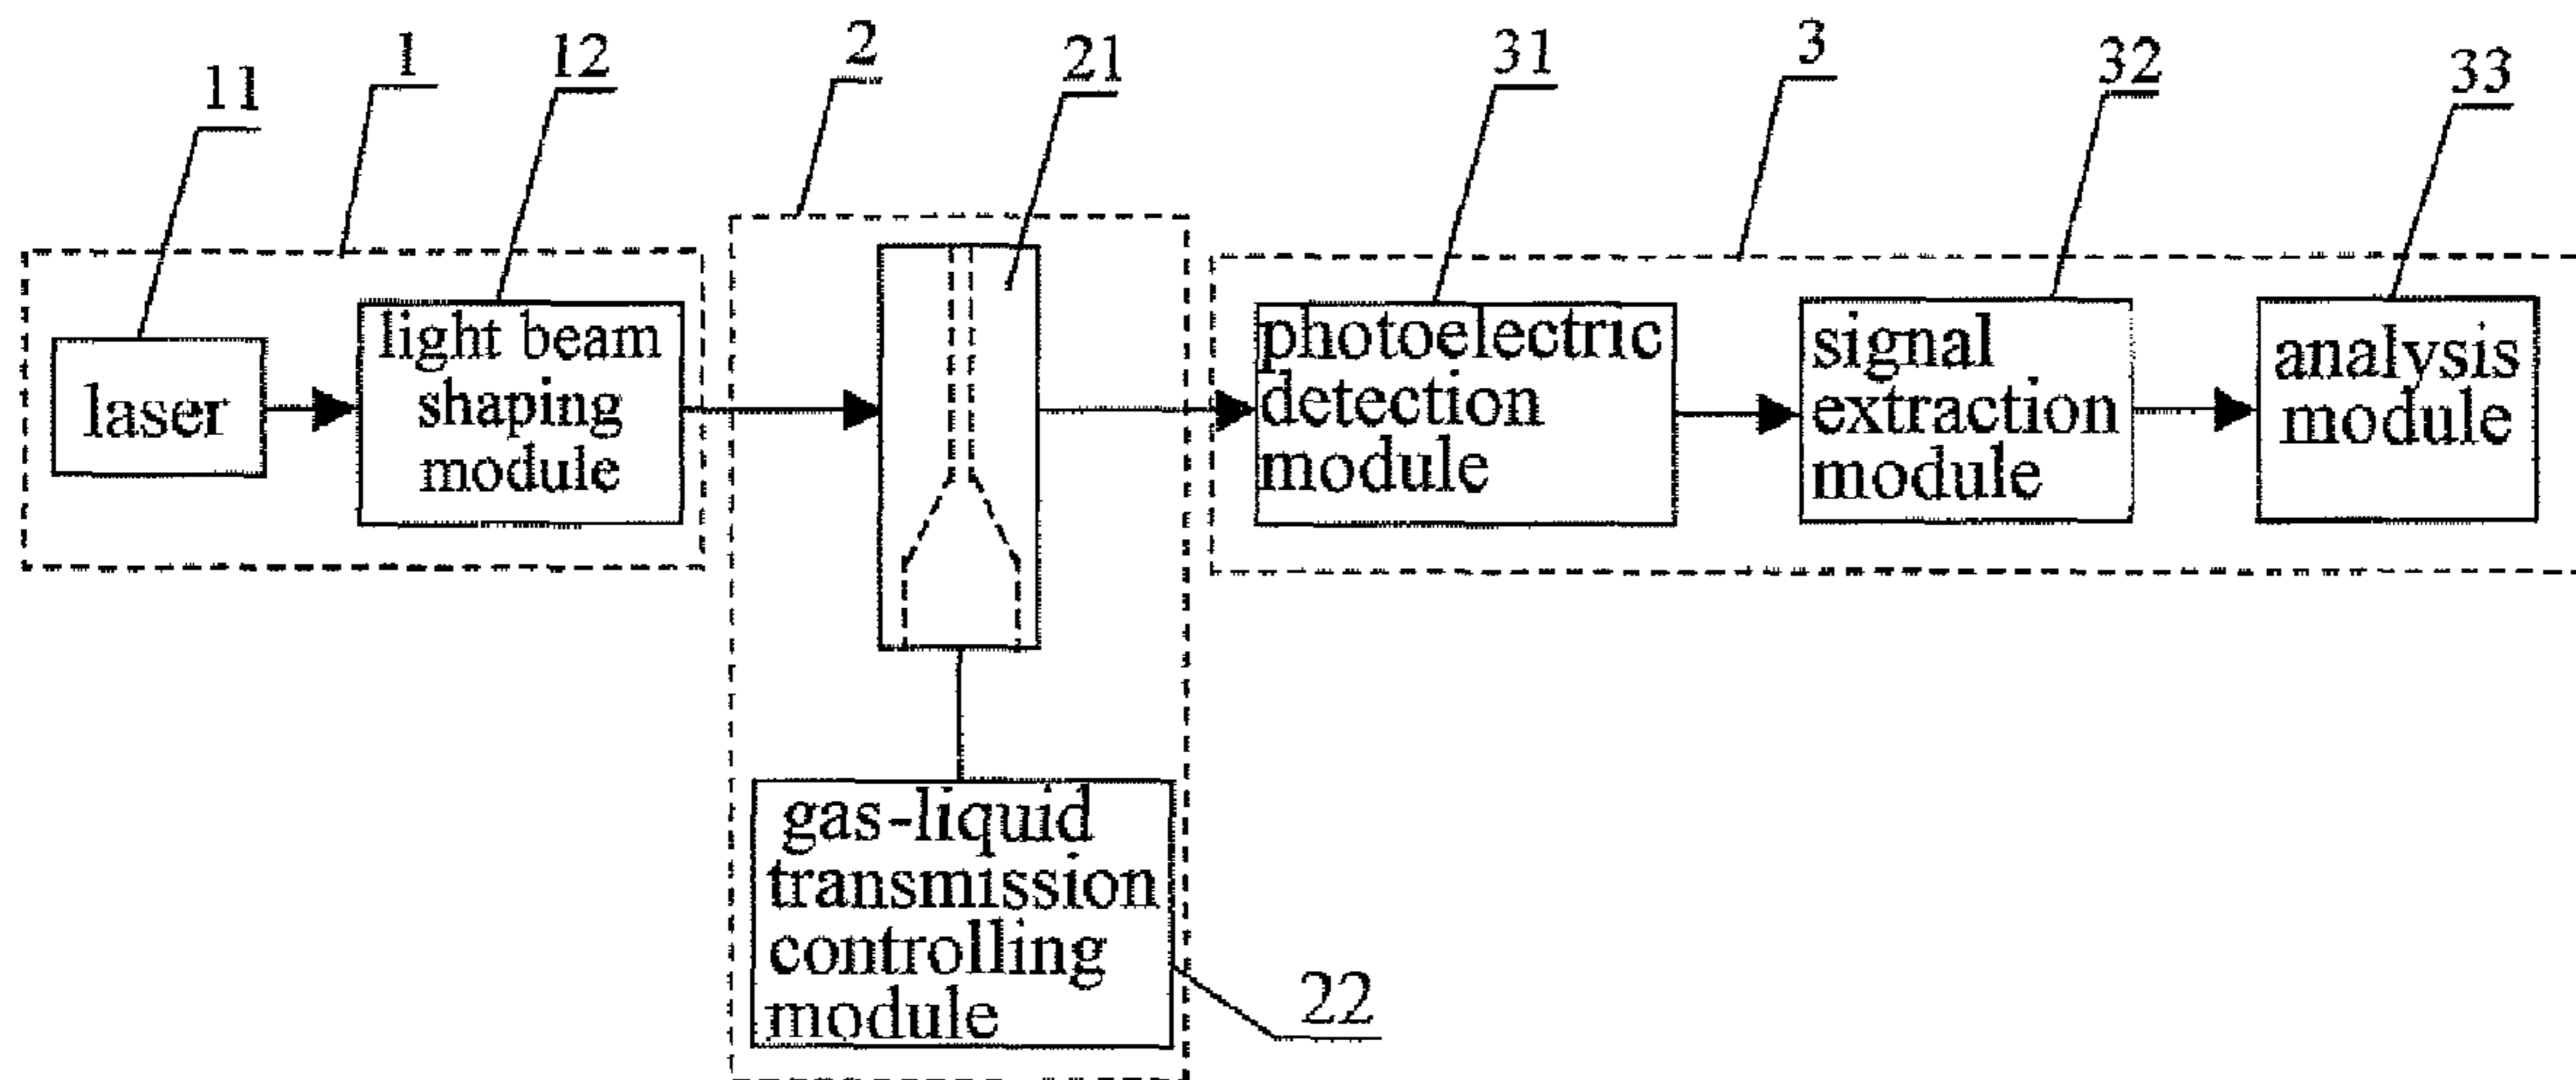 11
1
12
2
21
31
3
32
33
laser
light beam
shaping
module
photoelectric
detection
module
signal
extraction
module
analysis
module
gas-liquid
transmission
controlling
module
22